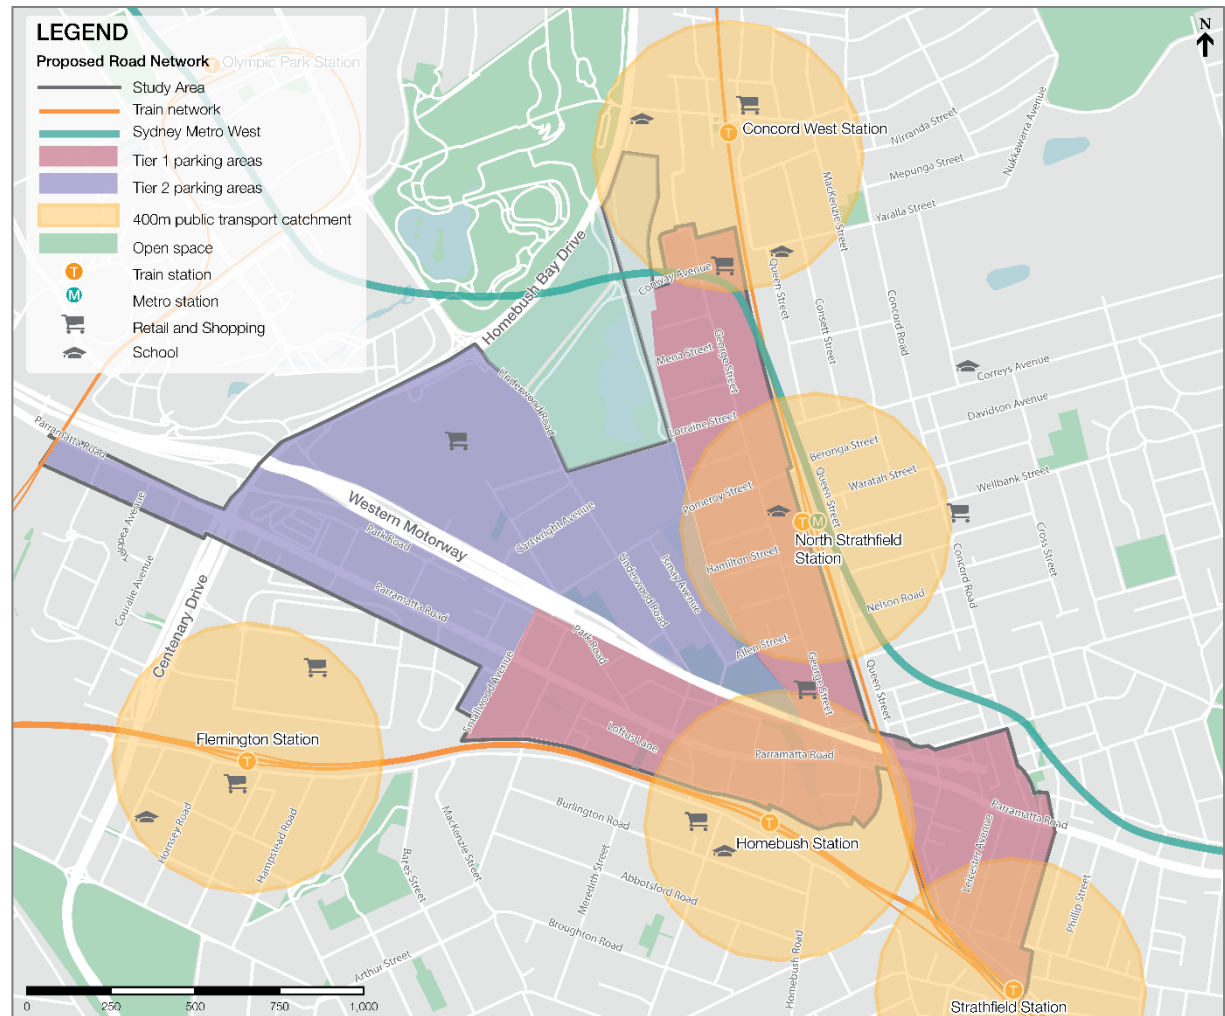 LEGEND
Proposed Road Network
Study Area
Train network
Sydney Metro West
Tier 1 parking areas
Tier 2 parking areas
400m public transport catchment
Open space
T Train station
M Metro station
Retail and Shopping
School
T Olympic Park Station
N
T Concord West Station
Nirranda Street
Mepunga Street
Nukkawarra Avenue
MacKenzie Street
Yaralla Street
Homebush Bay Drive
Conway Avenue
Queen Street
Consett Street
Concord Road
Mena Street
George Street
Correys Avenue
Underwood Road
Davidson Avenue
Lorraine Street
Parramatta Road
Beronga Street
Waratah Street
Wellbank Street
Queen Street
Pomeroy Street
Western Motorway
Park Road
Cartwright Avenue
Couralie Avenue
T M
North Strathfield
Station
Hamilton Street
Cross Street
Concord Road
Underwood Road
Ismay Avenue
Nelson Road
Parramatta Road
Centenary Drive
Park Road
Allen Street
George Street
Queen Street
Smallwood Avenue
Loftus Lane
Flemington Station
T
Parramatta Road
Parramatta Road
Burlington Road
T
Homebush Station
Hornsey Road
Hampstead Road
MacKenzie Street
Bates Street
Meredith Street
Abbotsford Road
Leicester Avenue
Phillip Street
Broughton Road
Arthur Street
Homebush Road
T
Strathfield Station
0 250 500 750 1,000